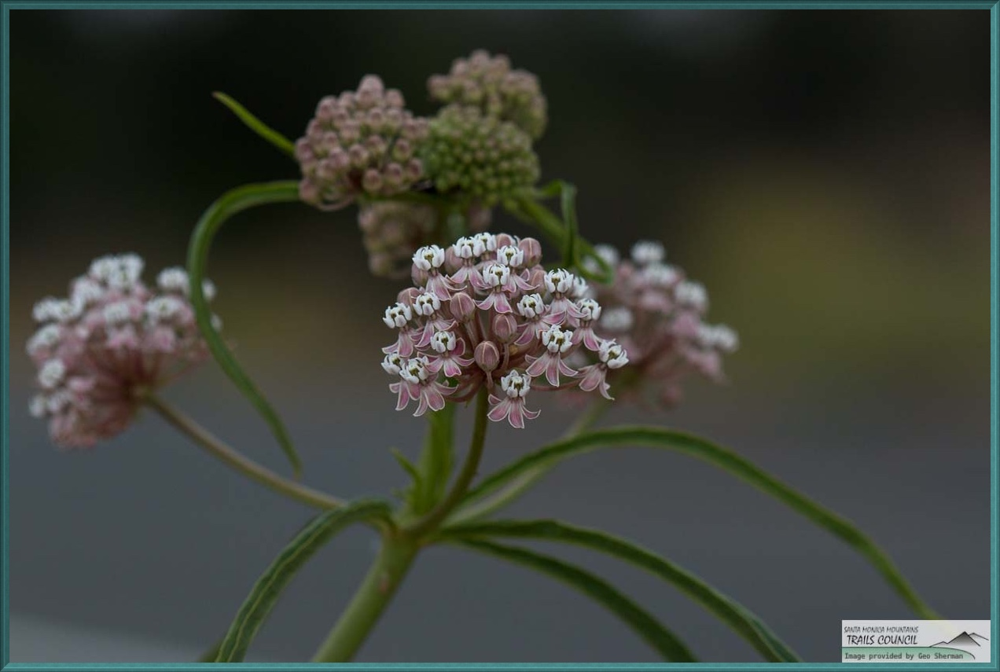 SANTA MONICA MOUNTAINS
TRAILS COUNCIL
Image provided by Geo Sherman